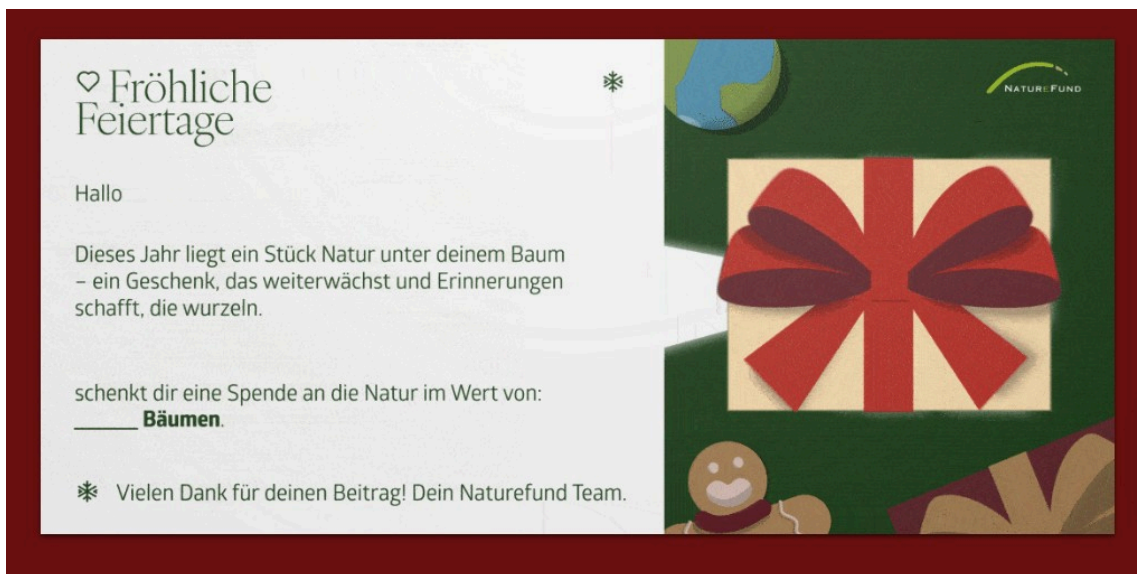 Fröhliche
Feiertage
Hallo
Dieses Jahr liegt ein Stück Natur unter deinem Baum
– ein Geschenk, das weiterwächst und Erinnerungen
schafft, die wurzeln.
schenkt dir eine Spende an die Natur im Wert von:
______ Bäumen.
Vielen Dank für deinen Beitrag! Dein Naturefund Team.
NATUREFUND